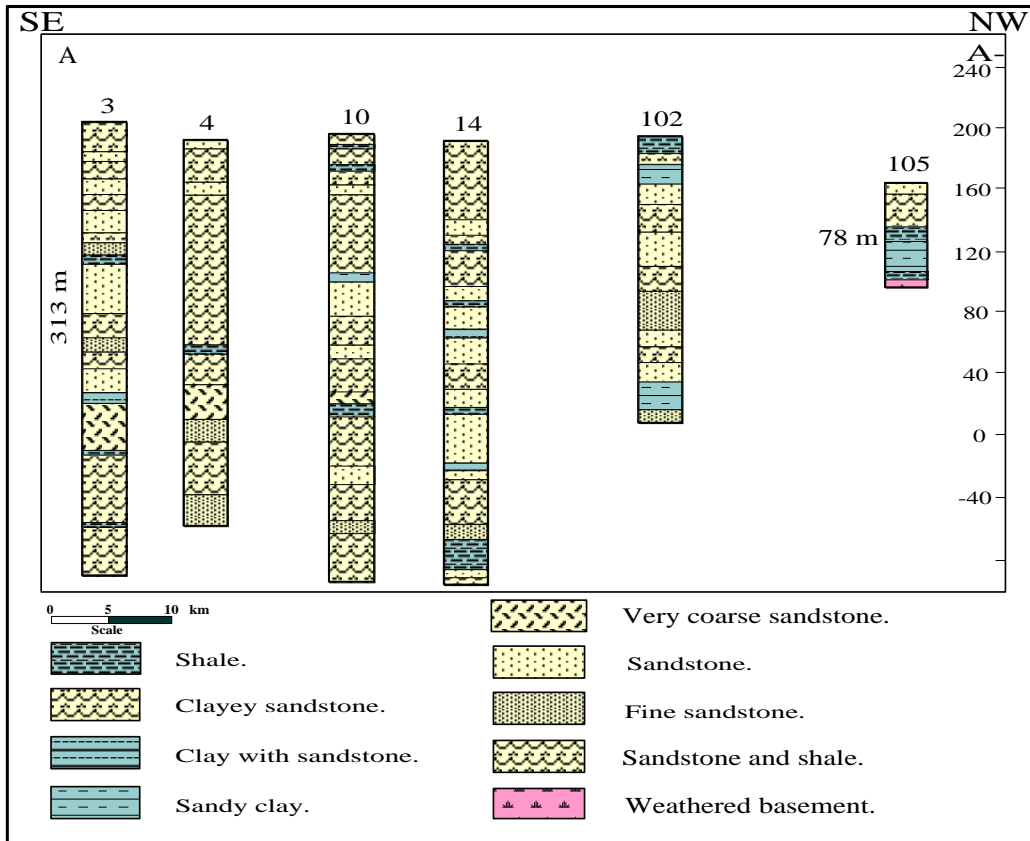 SE
NW
A
A-
3
4
10
14
102
105
240
200
160
120
80
40
0
-40
313 m
78 m
0 5 10 km
Scale
Shale.
Clayey sandstone.
Clay with sandstone.
Sandy clay.
Very coarse sandstone.
Sandstone.
Fine sandstone.
Sandstone and shale.
Weathered basement.